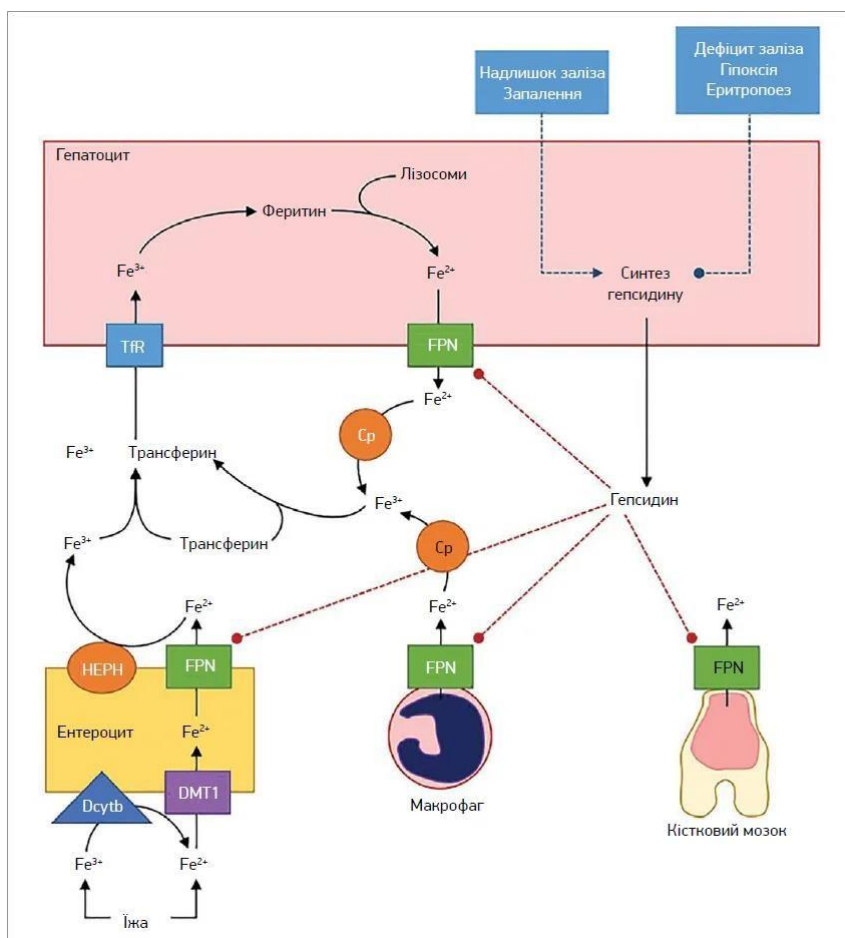 Надлишок заліза
Запалення
Дефіцит заліза
Гіпоксія
Еритропоез
Гепатоцит
Лізосоми
Феритин
Fe³⁺
Fe²⁺
Синтез
гепсидину
TfR
FPN
Fe²⁺
Cp
Fe³⁺ Трансферин
Fe³⁺
Гепсидин
Fe³⁺
Трансферин
Cp
Fe²⁺
Fe²⁺
Fe²⁺
HEPH
FPN
FPN
FPN
Ентероцит
Fe²⁺
Dcytb
DMT1
Макрофаг
Кістковий мозок
Fe³⁺
Fe²⁺
Їжа